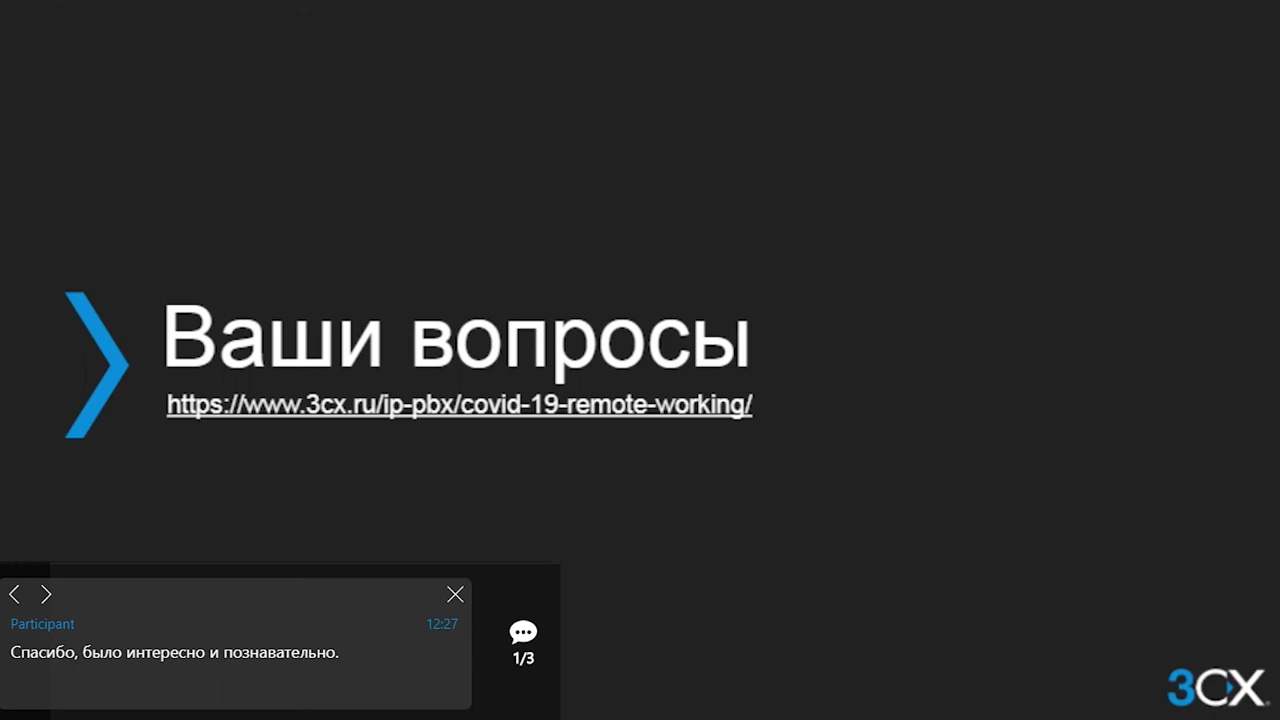 Ваши вопросы
https://www.3cx.ru/ip-pbx/covid-19-remote-working/
Participant 12:27
Спасибо, было интересно и познавательно.
1/3
3CX